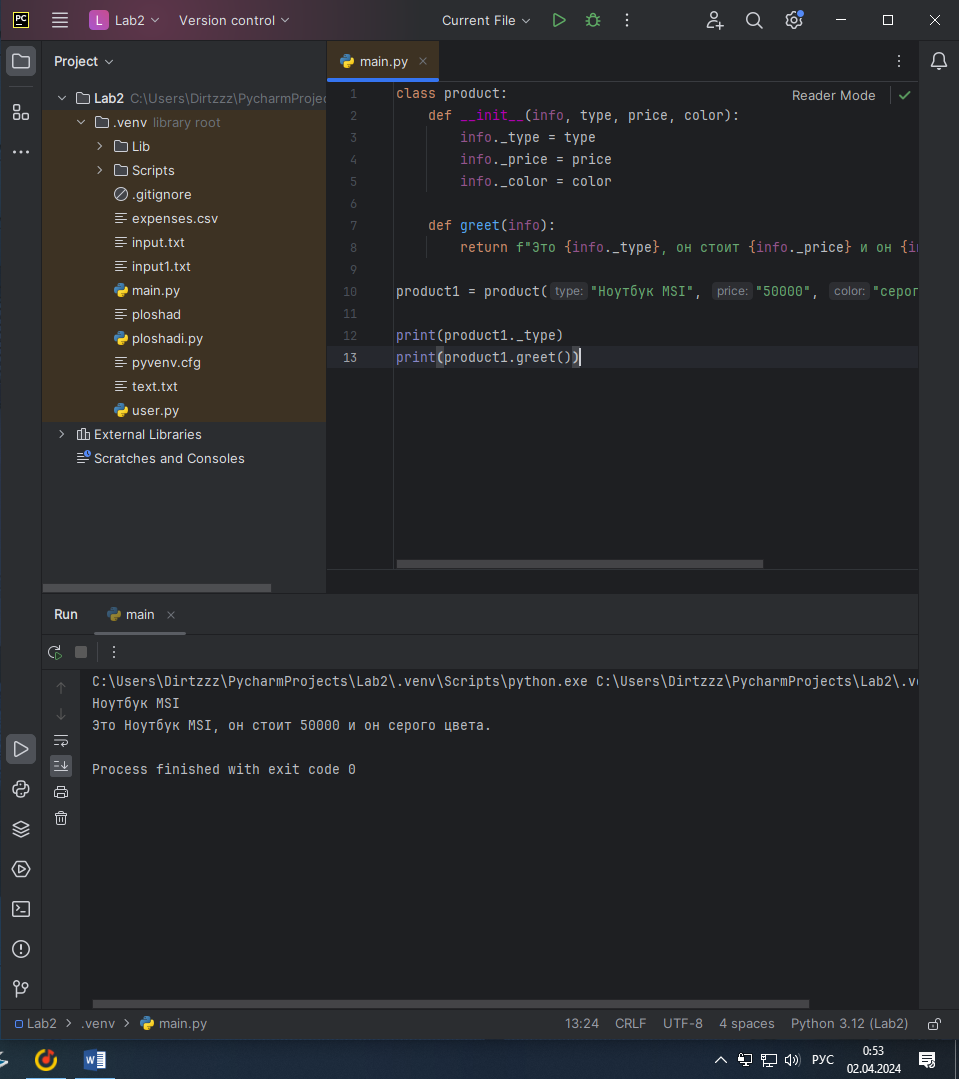 PC L Lab2 Version control Current File
Project
main.py
Lab2 C:\Users\Dirtzzz\PycharmProje
.venv library root
Lib
Scripts
.gitignore
expenses.csv
input.txt
input1.txt
main.py
ploshad
ploshadi.py
pyvenv.cfg
text.txt
user.py
External Libraries
Scratches and Consoles
Reader Mode
1 class product:
2 def __init__(info, type, price, color):
3 info._type = type
4 info._price = price
5 info._color = color
6
7 def greet(info):
8 return f"Это {info._type}, он стоит {info._price} и он {in
9
10 product1 = product( type: "Ноутбук MSI", price: "50000", color: "серог
11
12 print(product1._type)
13 print(product1.greet())
Run main
C:\Users\Dirtzzz\PycharmProjects\Lab2\.venv\Scripts\python.exe C:\Users\Dirtzzz\PycharmProjects\Lab2\.ve
Ноутбук MSI
Это Ноутбук MSI, он стоит 50000 и он серого цвета.
Process finished with exit code 0
Lab2 > .venv > main.py 13:24 CRLF UTF-8 4 spaces Python 3.12 (Lab2)
W РУС 0:53
02.04.2024